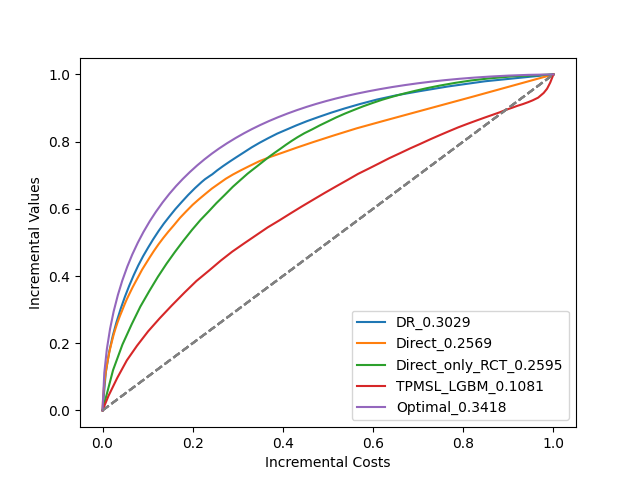 1.0
0.8
0.6
0.4
0.2
0.0
Incremental Values
0.0 0.2 0.4 0.6 0.8 1.0
Incremental Costs
DR_0.3029
Direct_0.2569
Direct_only_RCT_0.2595
TPMSL_LGBM_0.1081
Optimal_0.3418